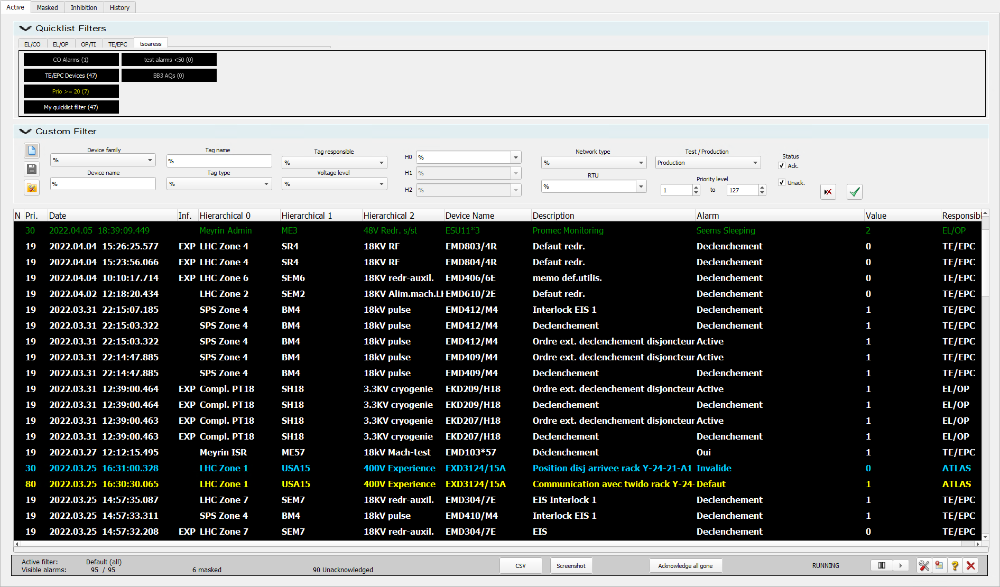 Active Masked Inhibition History
Quicklist Filters
EL/CO EL/OP OP/TI TE/EPC tsoaress
CO Alarms (1) test alarms <50 (0)
TE/EPC Devices (47) BB3 AQs (0)
Prio >= 20 (7)
My quicklist filter (47)
Custom Filter
Device family Tag name Tag responsible Network type Test / Production Status
% % % H0 % % Production Ack.
Device name Tag type Voltage level H1 % RTU Priority level Unack.
% % % H2 % % 1 to 127
N Pri. Date Inf. Hierarchical 0 Hierarchical 1 Hierarchical 2 Device Name Description Alarm Value Responsibl
30 2022.04.05 18:39:09.449 Meyrin Admin ME3 48V Redr. s/st ESU11*3 Promec Monitoring Seems Sleeping 2 EL/OP
19 2022.04.04 15:26:25.577 EXP LHC Zone 4 SR4 18KV RF EMD803/4R Defaut redr. Declenchement 0 TE/EPC
19 2022.04.04 15:23:56.066 EXP LHC Zone 4 SR4 18KV RF EMD804/4R Defaut redr. Declenchement 0 TE/EPC
19 2022.04.04 10:10:17.714 EXP LHC Zone 6 SEM6 18KV redr-auxil. EMD406/6E memo def.utilis. Declenchement 0 TE/EPC
19 2022.04.02 12:18:20.434 LHC Zone 2 SEM2 18KV Alim.mach.LH EMD610/2E Defaut redr. Declenchement 0 TE/EPC
19 2022.03.31 22:15:07.185 SPS Zone 4 BM4 18kV pulse EMD412/M4 Interlock EIS 1 Declenchement 1 TE/EPC
19 2022.03.31 22:15:03.322 SPS Zone 4 BM4 18kV pulse EMD412/M4 Declenchement Declenchement 1 TE/EPC
19 2022.03.31 22:15:03.322 SPS Zone 4 BM4 18kV pulse EMD412/M4 Ordre ext. declenchement disjoncteur Active 1 TE/EPC
19 2022.03.31 22:14:47.885 SPS Zone 4 BM4 18kV pulse EMD409/M4 Ordre ext. declenchement disjoncteur Active 1 TE/EPC
19 2022.03.31 22:14:47.885 SPS Zone 4 BM4 18kV pulse EMD409/M4 Declenchement Declenchement 1 TE/EPC
19 2022.03.31 12:39:00.464 EXP Compl. PT18 SH18 3.3KV cryogenie EKD209/H18 Ordre ext. declenchement disjoncteur Active 1 EL/OP
19 2022.03.31 12:39:00.464 EXP Compl. PT18 SH18 3.3KV cryogenie EKD209/H18 Declenchement Declenchement 1 EL/OP
19 2022.03.31 12:39:00.463 EXP Compl. PT18 SH18 3.3KV cryogenie EKD207/H18 Ordre ext. declenchement disjoncteur Active 1 EL/OP
19 2022.03.31 12:39:00.463 EXP Compl. PT18 SH18 3.3KV cryogenie EKD207/H18 Declenchement Declenchement 1 EL/OP
19 2022.03.27 12:12:15.495 Meyrin ISR ME57 18kV Mach-test EMD103*57 Déclenchement Oui 1 TE/EPC
30 2022.03.25 16:31:00.328 LHC Zone 1 USA15 400V Experience EXD3124/15A Position disj arrivee rack Y-24-21-A1 Invalide 0 ATLAS
80 2022.03.25 16:30:30.065 LHC Zone 1 USA15 400V Experience EXD3124/15A Communication avec twido rack Y-24- Defaut 1 ATLAS
19 2022.03.25 14:57:35.087 LHC Zone 7 SEM7 18KV redr-auxil. EMD304/7E EIS Interlock 1 Declenchement 1 TE/EPC
19 2022.03.25 14:57:33.311 SPS Zone 4 BM4 18kV pulse EMD410/M4 Interlock EIS 1 Declenchement 1 TE/EPC
19 2022.03.25 14:57:32.208 EXP LHC Zone 7 SEM7 18KV redr-auxil. EMD304/7E EIS Declenchement 0 TE/EPC
Active filter: Default (all)
Visible alarms: 95 / 95 6 masked 90 Unacknowledged CSV Screenshot Acknowledge all gone RUNNING